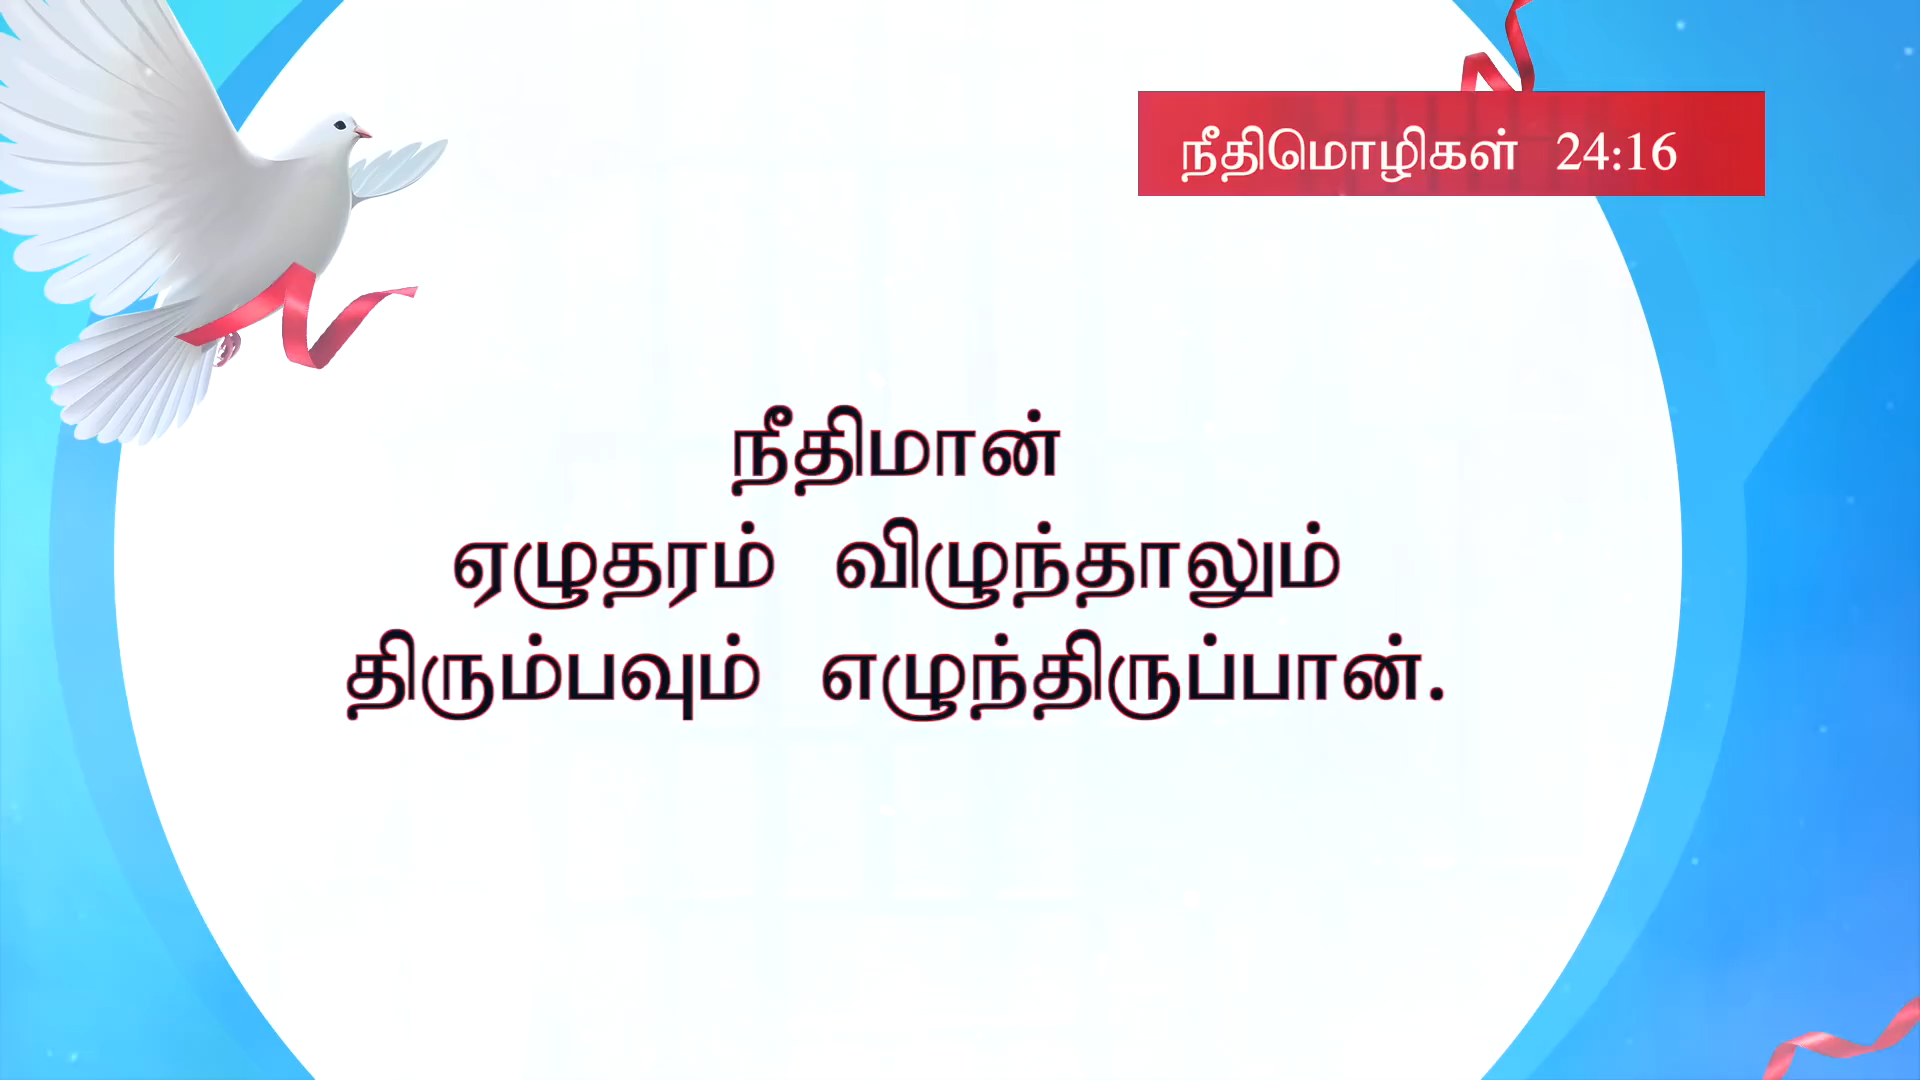 நீதிமொழிகள் 24:16
நீதிமான்
ஏழுதரம் விழுந்தாலும்
திரும்பவும் எழுந்திருப்பான்.